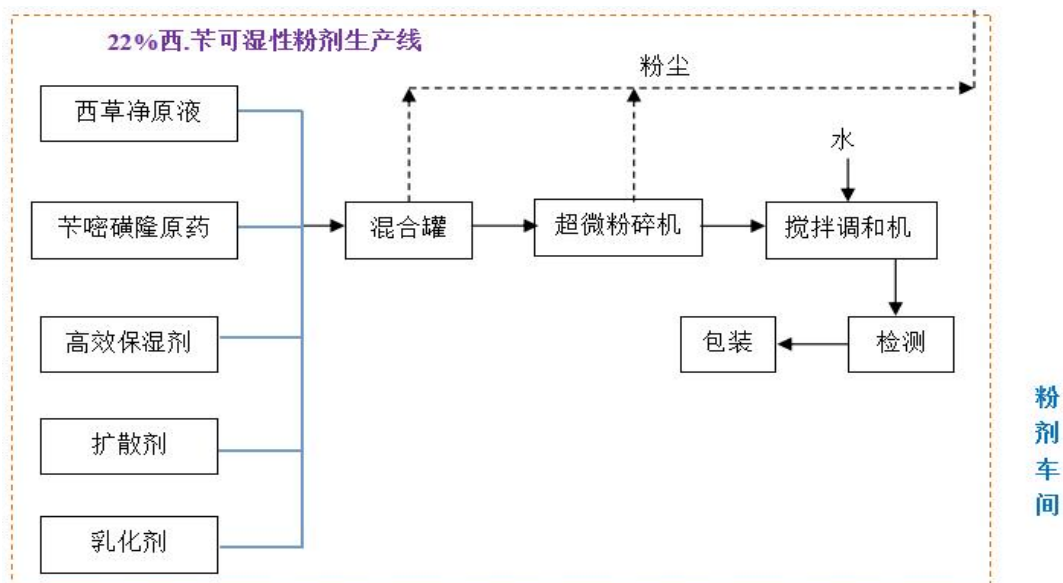 22%西.苄可湿性粉剂生产线
粉尘
西草净原液
水
苄嘧磺隆原药
混合罐
超微粉碎机
搅拌调和机
高效保湿剂
包装
检测
扩散剂
乳化剂
粉剂车间